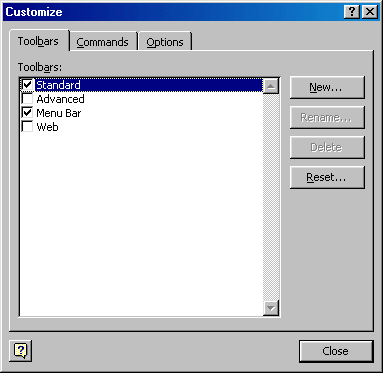 Customize
Toolbars Commands Options
Toolbars:
Standard
Advanced
Menu Bar
Web
New...
Rename...
Delete
Reset...
Close